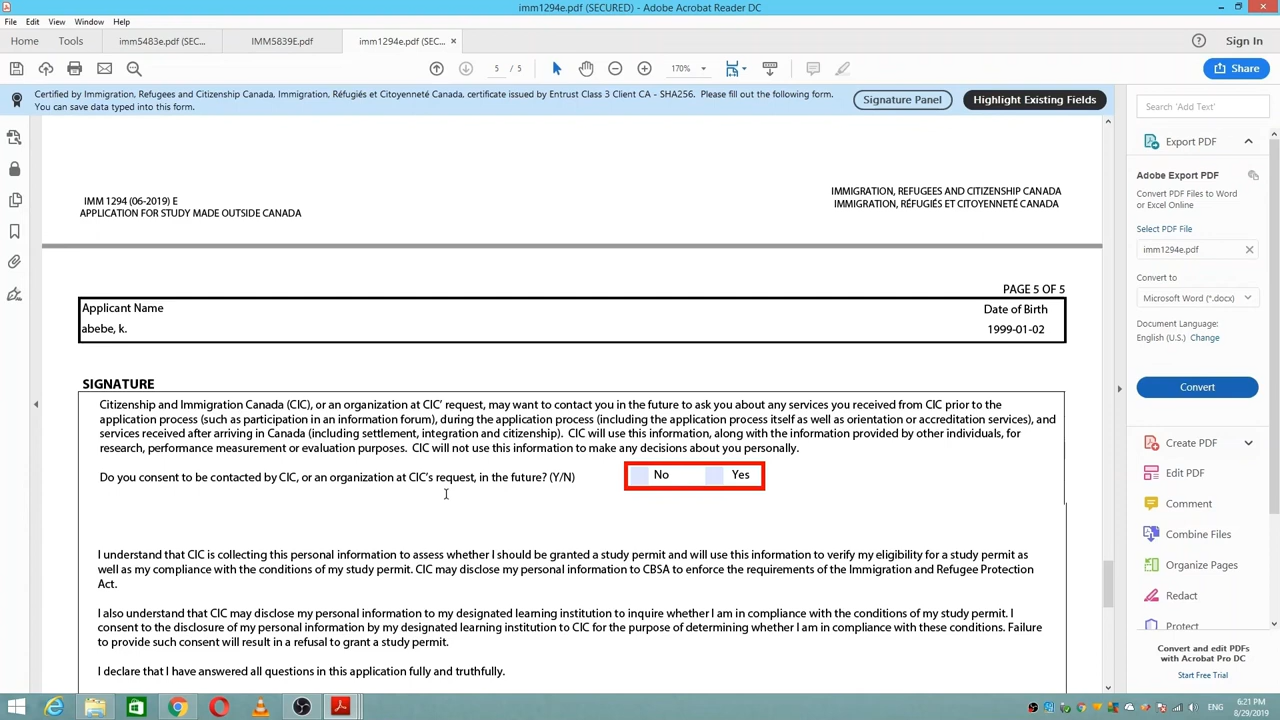 imm1294e.pdf (SECURED) - Adobe Acrobat Reader DC
File Edit View Window Help
Home Tools imm5483e.pdf (SEC... IMM5839E.pdf imm1294e.pdf (SEC... ×
Sign In
5 / 5
170%
Share
Certified by Immigration, Refugees and Citizenship Canada, Immigration, Réfugiés et Citoyenneté Canada, certificate issued by Entrust Class 3 Client CA - SHA256. Please fill out the following form.
You can save data typed into this form.
Signature Panel
Highlight Existing Fields
IMM 1294 (06-2019) E
APPLICATION FOR STUDY MADE OUTSIDE CANADA
IMMIGRATION, REFUGEES AND CITIZENSHIP CANADA
IMMIGRATION, RÉFUGIÉS ET CITOYENNETÉ CANADA
PAGE 5 OF 5
Applicant Name
Date of Birth
abebe, k.
1999-01-02
SIGNATURE
Citizenship and Immigration Canada (CIC), or an organization at CIC' request, may want to contact you in the future to ask you about any services you received from CIC prior to the
application process (such as participation in an information forum), during the application process (including the application process itself as well as orientation or accreditation services), and
services received after arriving in Canada (including settlement, integration and citizenship). CIC will use this information, along with the information provided by other individuals, for
research, performance measurement or evaluation purposes. CIC will not use this information to make any decisions about you personally.
Do you consent to be contacted by CIC, or an organization at CIC's request, in the future? (Y/N)
No Yes
I understand that CIC is collecting this personal information to assess whether I should be granted a study permit and will use this information to verify my eligibility for a study permit as
well as my compliance with the conditions of my study permit. CIC may disclose my personal information to CBSA to enforce the requirements of the Immigration and Refugee Protection
Act.
I also understand that CIC may disclose my personal information to my designated learning institution to inquire whether I am in compliance with the conditions of my study permit. I
consent to the disclosure of my personal information by my designated learning institution to CIC for the purpose of determining whether I am in compliance with these conditions. Failure
to provide such consent will result in a refusal to grant a study permit.
I declare that I have answered all questions in this application fully and truthfully.
Search 'Add Text'
Export PDF
Adobe Export PDF
Convert PDF Files to Word
or Excel Online
Select PDF File
imm1294e.pdf
Convert to
Microsoft Word (*.docx)
Document Language:
English (U.S.) Change
Convert
Create PDF
Edit PDF
Comment
Combine Files
Organize Pages
Redact
Protect
Convert and edit PDFs
with Acrobat Pro DC
Start Free Trial
ENG
6:21 PM
8/29/2019